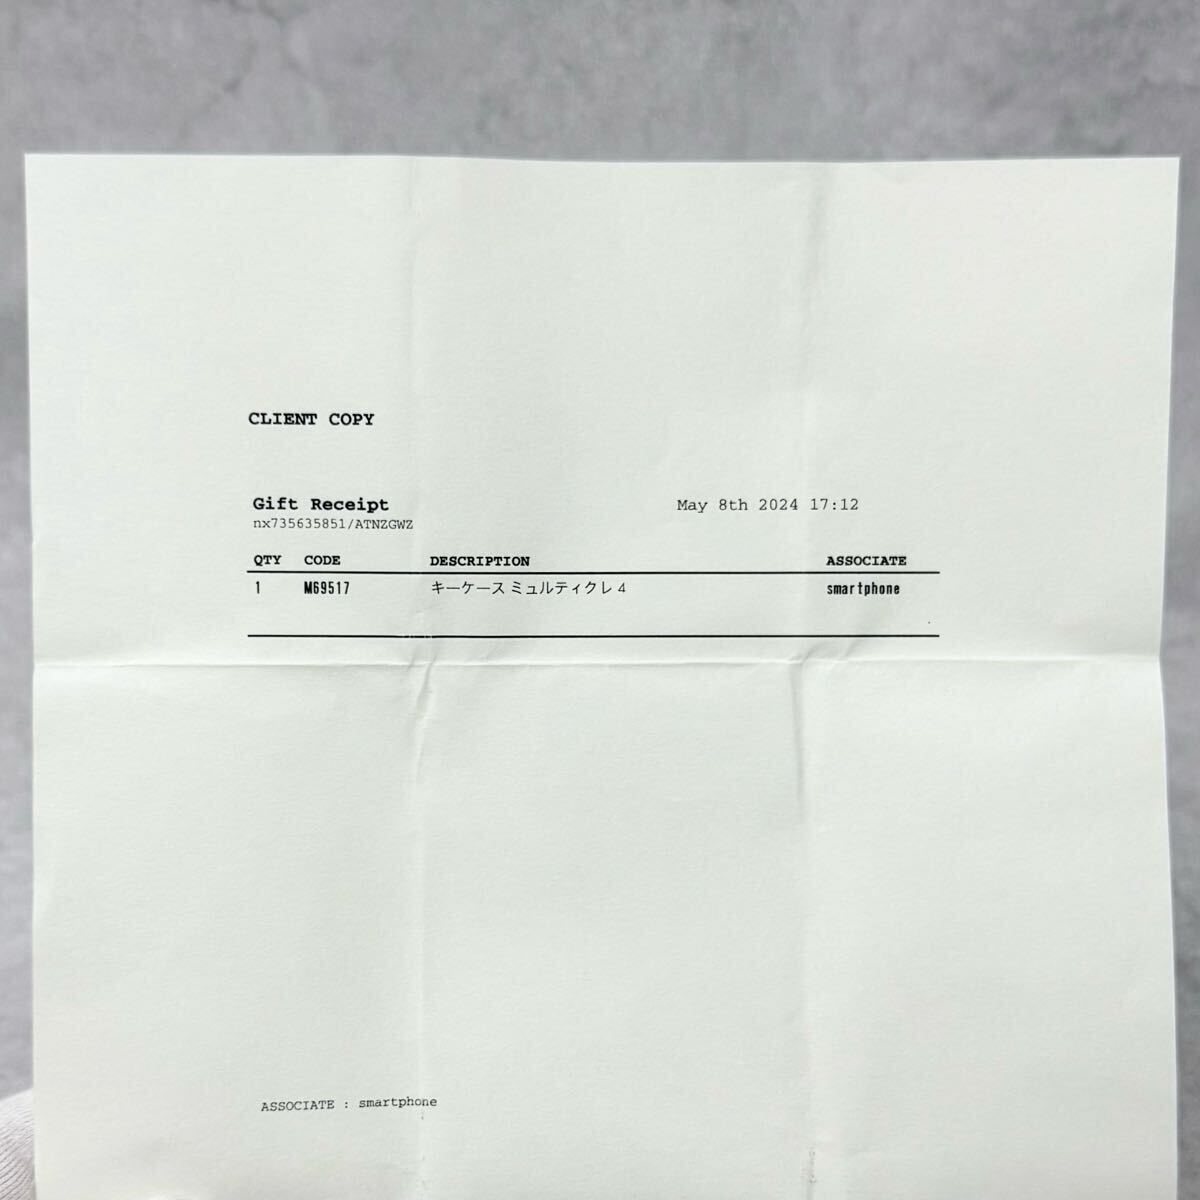 CLIENT COPY
Gift Receipt
May 8th 2024 17:12
nx735635851/ATNZGWZ
QTY CODE DESCRIPTION ASSOCIATE
1 M69517 キーケース ミュルティクレ 4 smartphone
ASSOCIATE : smartphone